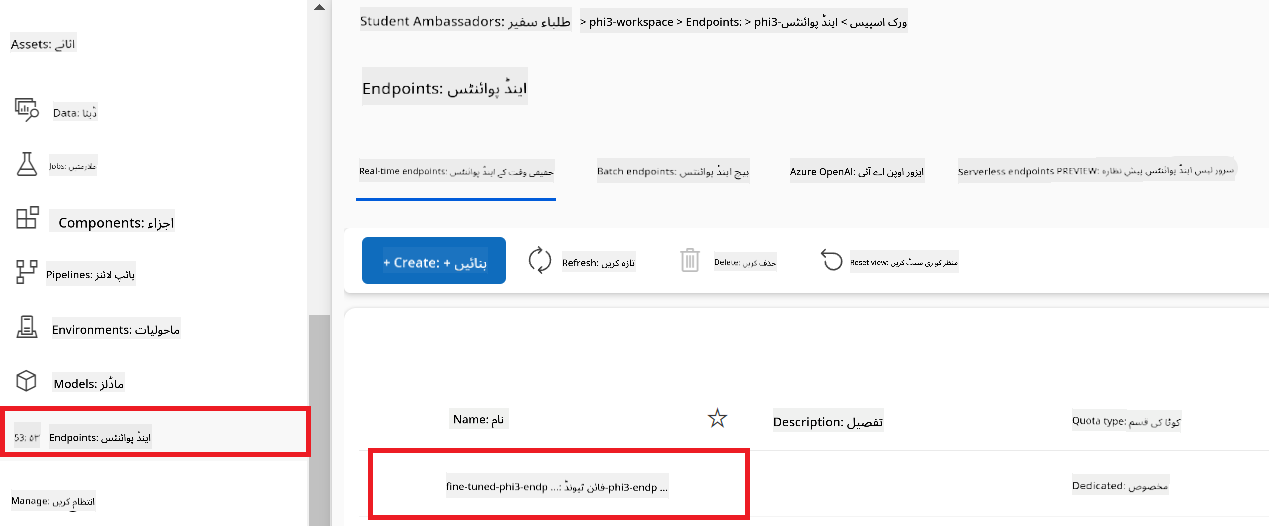 Assets: اثاثے
Data: ڈیٹا
Jobs: ملازمتیں
Components: اجزاء
Pipelines: پائپ لائنز
Environments: ماحولیات
Models: ماڈلز
53: ۵۳
Endpoints: اینڈ پوائنٹس
Manage: انتظام کریں
Student Ambassadors: طلباء سفیر > phi3-workspace > Endpoints: > phi3-ورک اسپیس > اینڈ پوائنٹس
Endpoints: اینڈ پوائنٹس
Real-time endpoints: حقیقی وقت کے اینڈ پوائنٹس
Batch endpoints: بیچ اینڈ پوائنٹس
Azure OpenAI: ایزور اوپن اے آئی
Serverless endpoints PREVIEW: سرور لیس اینڈ پوائنٹس پیش نظارہ
+ Create: + بنائیں
Refresh: تازہ کریں
Delete: حذف کریں
Reset view: منظر کو ری سیٹ کریں
Name: نام
Description: تفصیل
Quota type: کوٹا کی قسم
fine-tuned-phi3-endp ...: فائن ٹیونڈ-phi3-endp ...
Dedicated: مخصوص